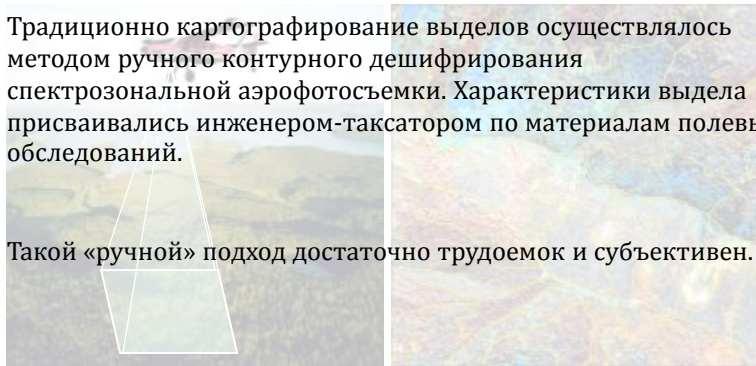 Традиционно картографирование выделов осуществлялось
методом ручного контурного дешифрирования
спектрозональной аэрофотосъемки. Характеристики выдела
присваивались инженером-таксатором по материалам
обследований.
Такой «ручной» подход достаточно трудоемок и субъективен.